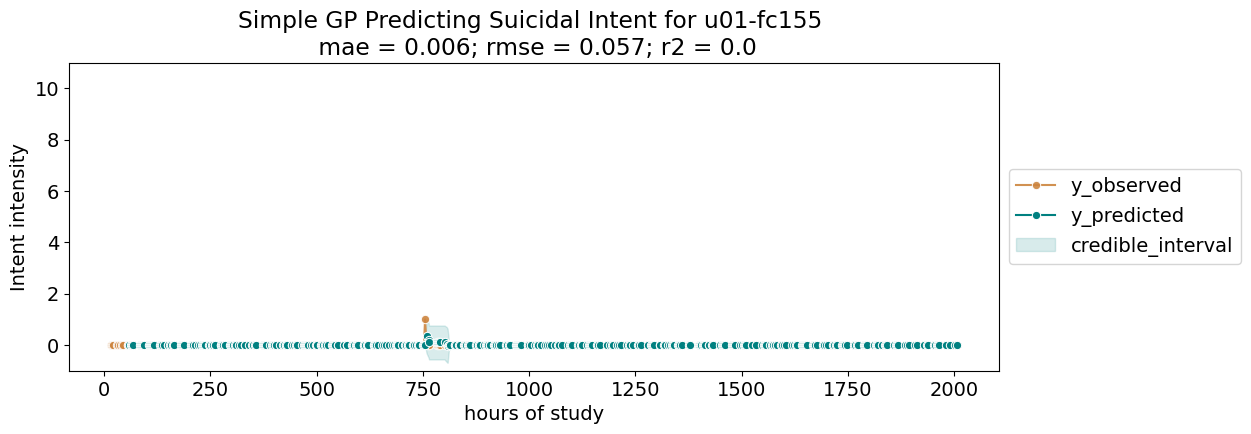 Simple GP Predicting Suicidal Intent for u01-fc155
mae = 0.006; rmse = 0.057; r2 = 0.0
10
8
6
4
2
0
Intent intensity
0 250 500 750 1000 1250 1500 1750 2000
hours of study
y_observed
y_predicted
credible_interval